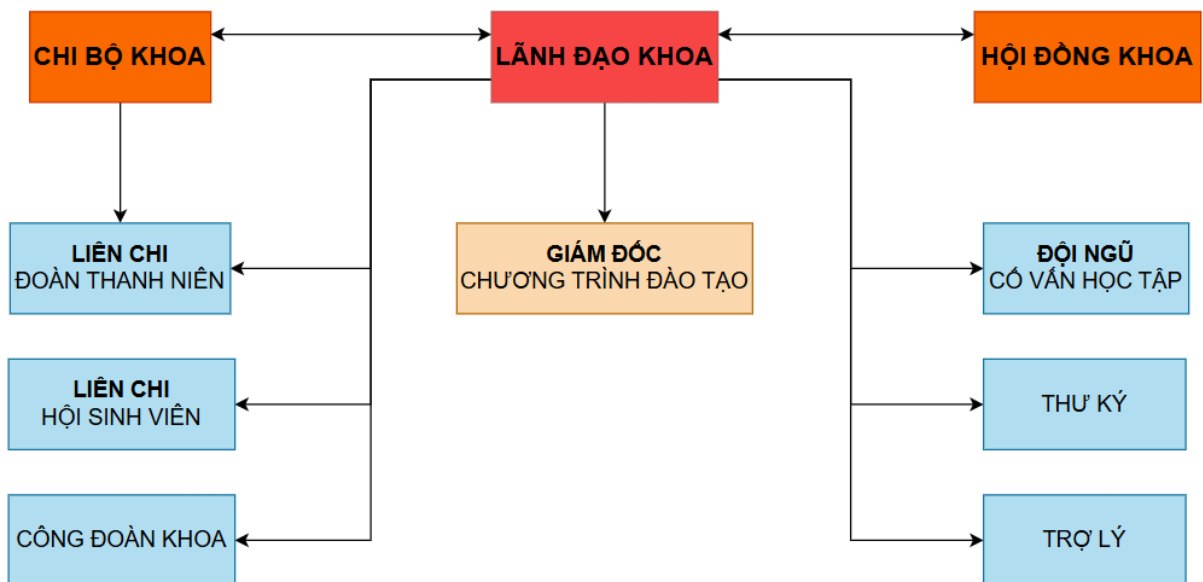 CHI BỘ KHOA
LÃNH ĐẠO KHOA
HỘI ĐỒNG KHOA
LIÊN CHI
ĐOÀN THANH NIÊN
GIÁM ĐỐC
CHƯƠNG TRÌNH ĐÀO TẠO
ĐỘI NGŨ
CỐ VẤN HỌC TẬP
LIÊN CHI
HỘI SINH VIÊN
THƯ KÝ
CÔNG ĐOÀN KHOA
TRỢ LÝ